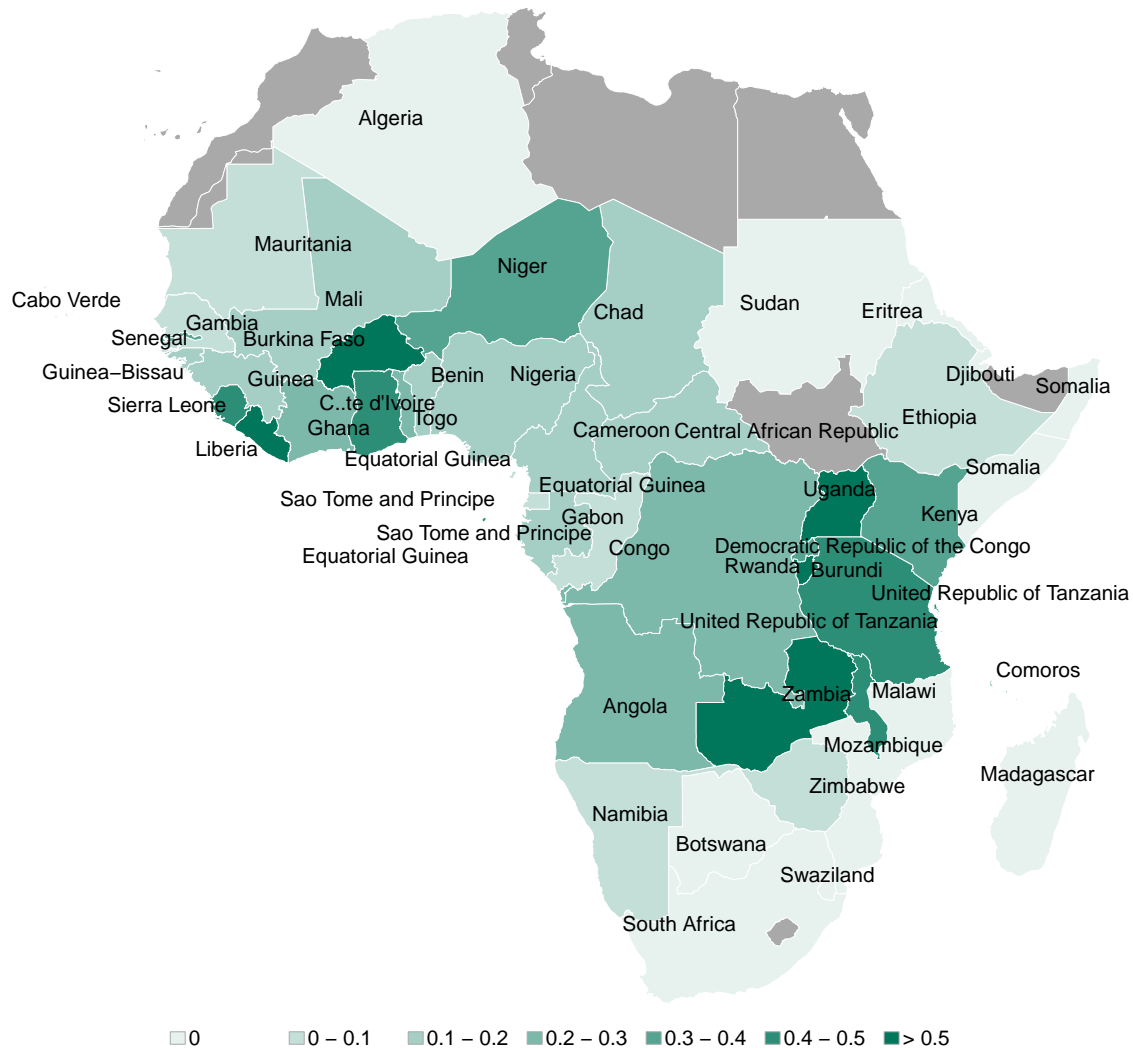 Algeria
Mauritania
Niger
Mali
Cabo Verde
Chad
Sudan
Eritrea
Gambia
Senegal
Burkina Faso
Guinea−Bissau
Guinea
Benin
Nigeria
Djibouti
Somalia
Sierra Leone
C..te d'Ivoire
Togo
Ethiopia
Ghana
Cameroon
Central African Republic
Liberia
Equatorial Guinea
Somalia
Equatorial Guinea
Uganda
Sao Tome and Principe
Gabon
Kenya
Sao Tome and Principe
Congo
Democratic Republic of the Congo
Equatorial Guinea
Rwanda
Burundi
United Republic of Tanzania
United Republic of Tanzania
Comoros
Zambia
Malawi
Angola
Mozambique
Madagascar
Zimbabwe
Namibia
Botswana
Swaziland
South Africa
0
0 − 0.1
0.1 − 0.2
0.2 − 0.3
0.3 − 0.4
0.4 − 0.5
> 0.5